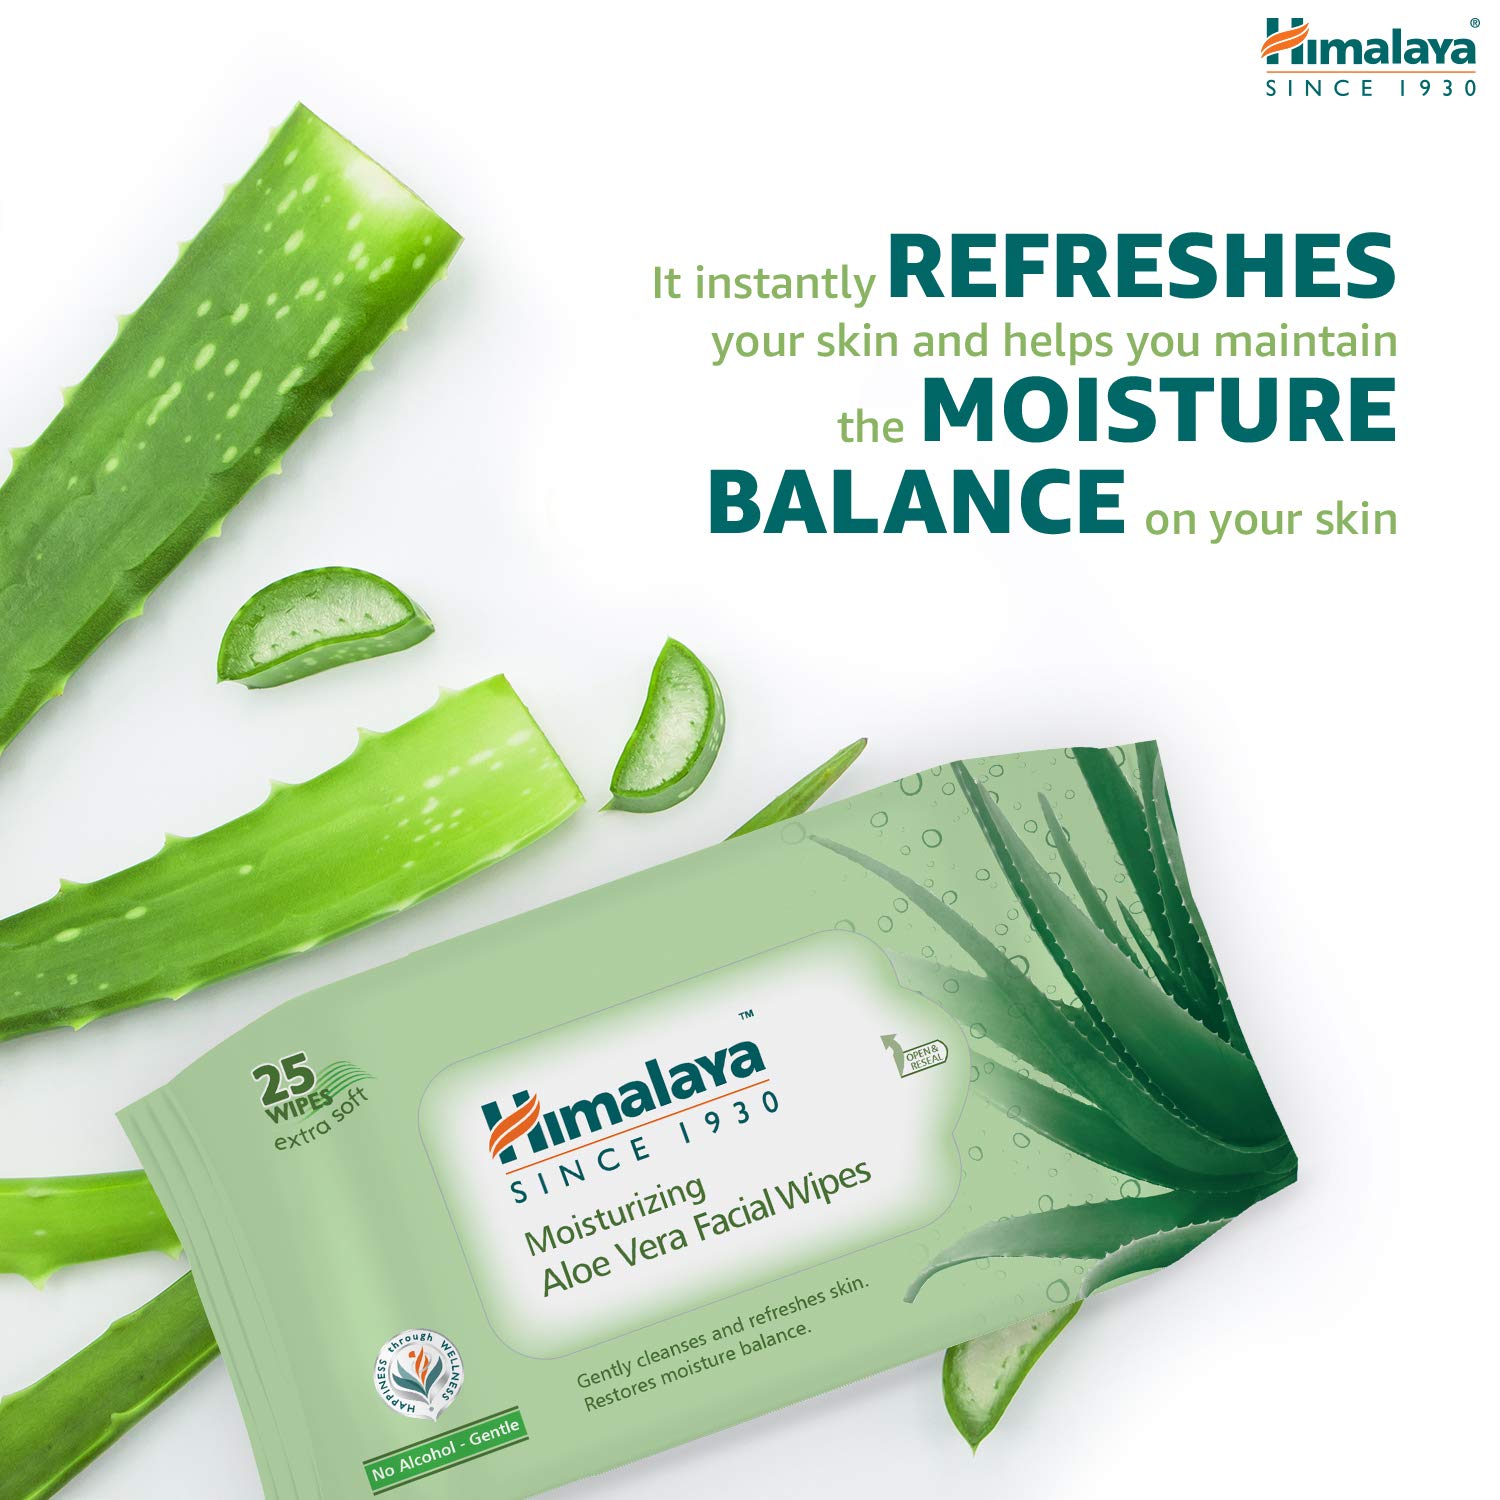 Himalaya®
SINCE 1930
It instantly REFRESHES
your skin and helps you maintain
the MOISTURE
BALANCE on your skin
25
WIPES
extra soft
Himalaya™
SINCE 1930
Moisturizing
Aloe Vera Facial Wipes
OPEN &
RESEAL
Gently cleanses and refreshes skin.
Restores moisture balance.
HAPPINESS through WELLNESS
No Alcohol - Gentle